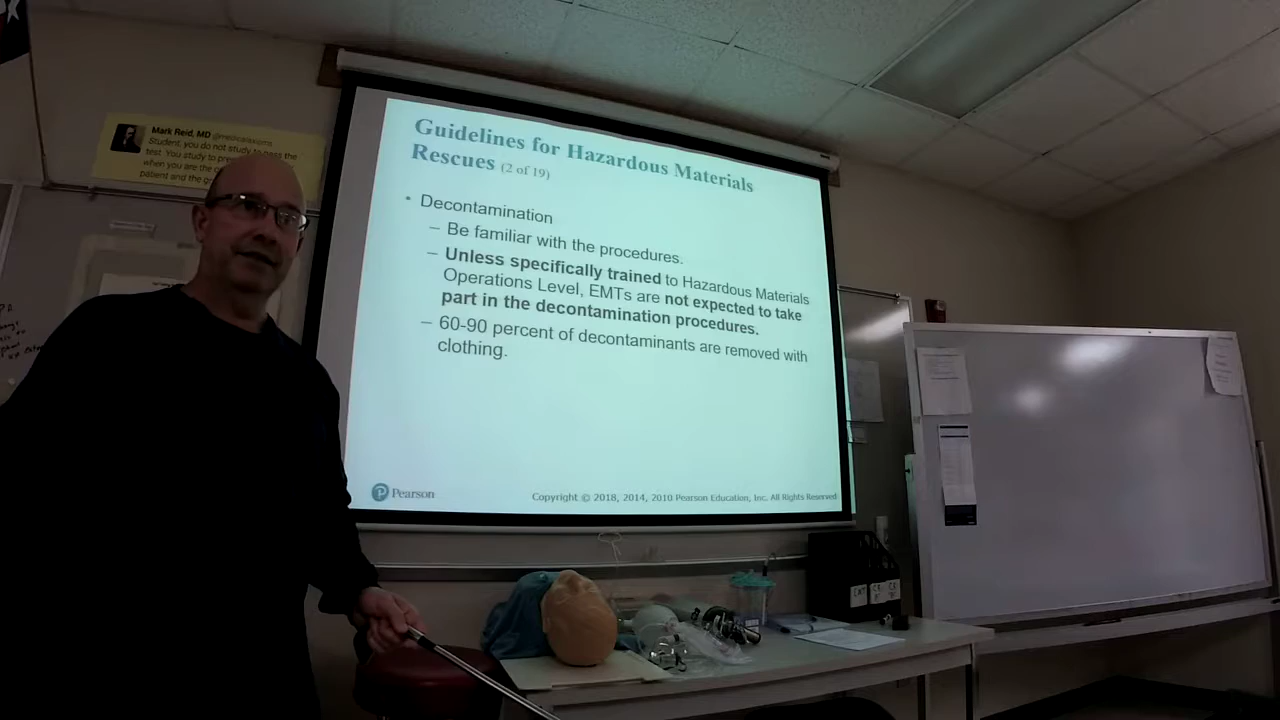 Mark Reid, MD @medicalaxioms
Student, you do not study to pass the
test. You study to
when you are the
patient and the
Guidelines for Hazardous Materials
Rescues (2 of 19)
• Decontamination
– Be familiar with the procedures.
– Unless specifically trained to Hazardous Materials
Operations Level, EMTs are not expected to take
part in the decontamination procedures.
– 60-90 percent of decontaminants are removed with
clothing.
Pearson
Copyright © 2018, 2014, 2010 Pearson Education, Inc. All Rights Reserved
EMT